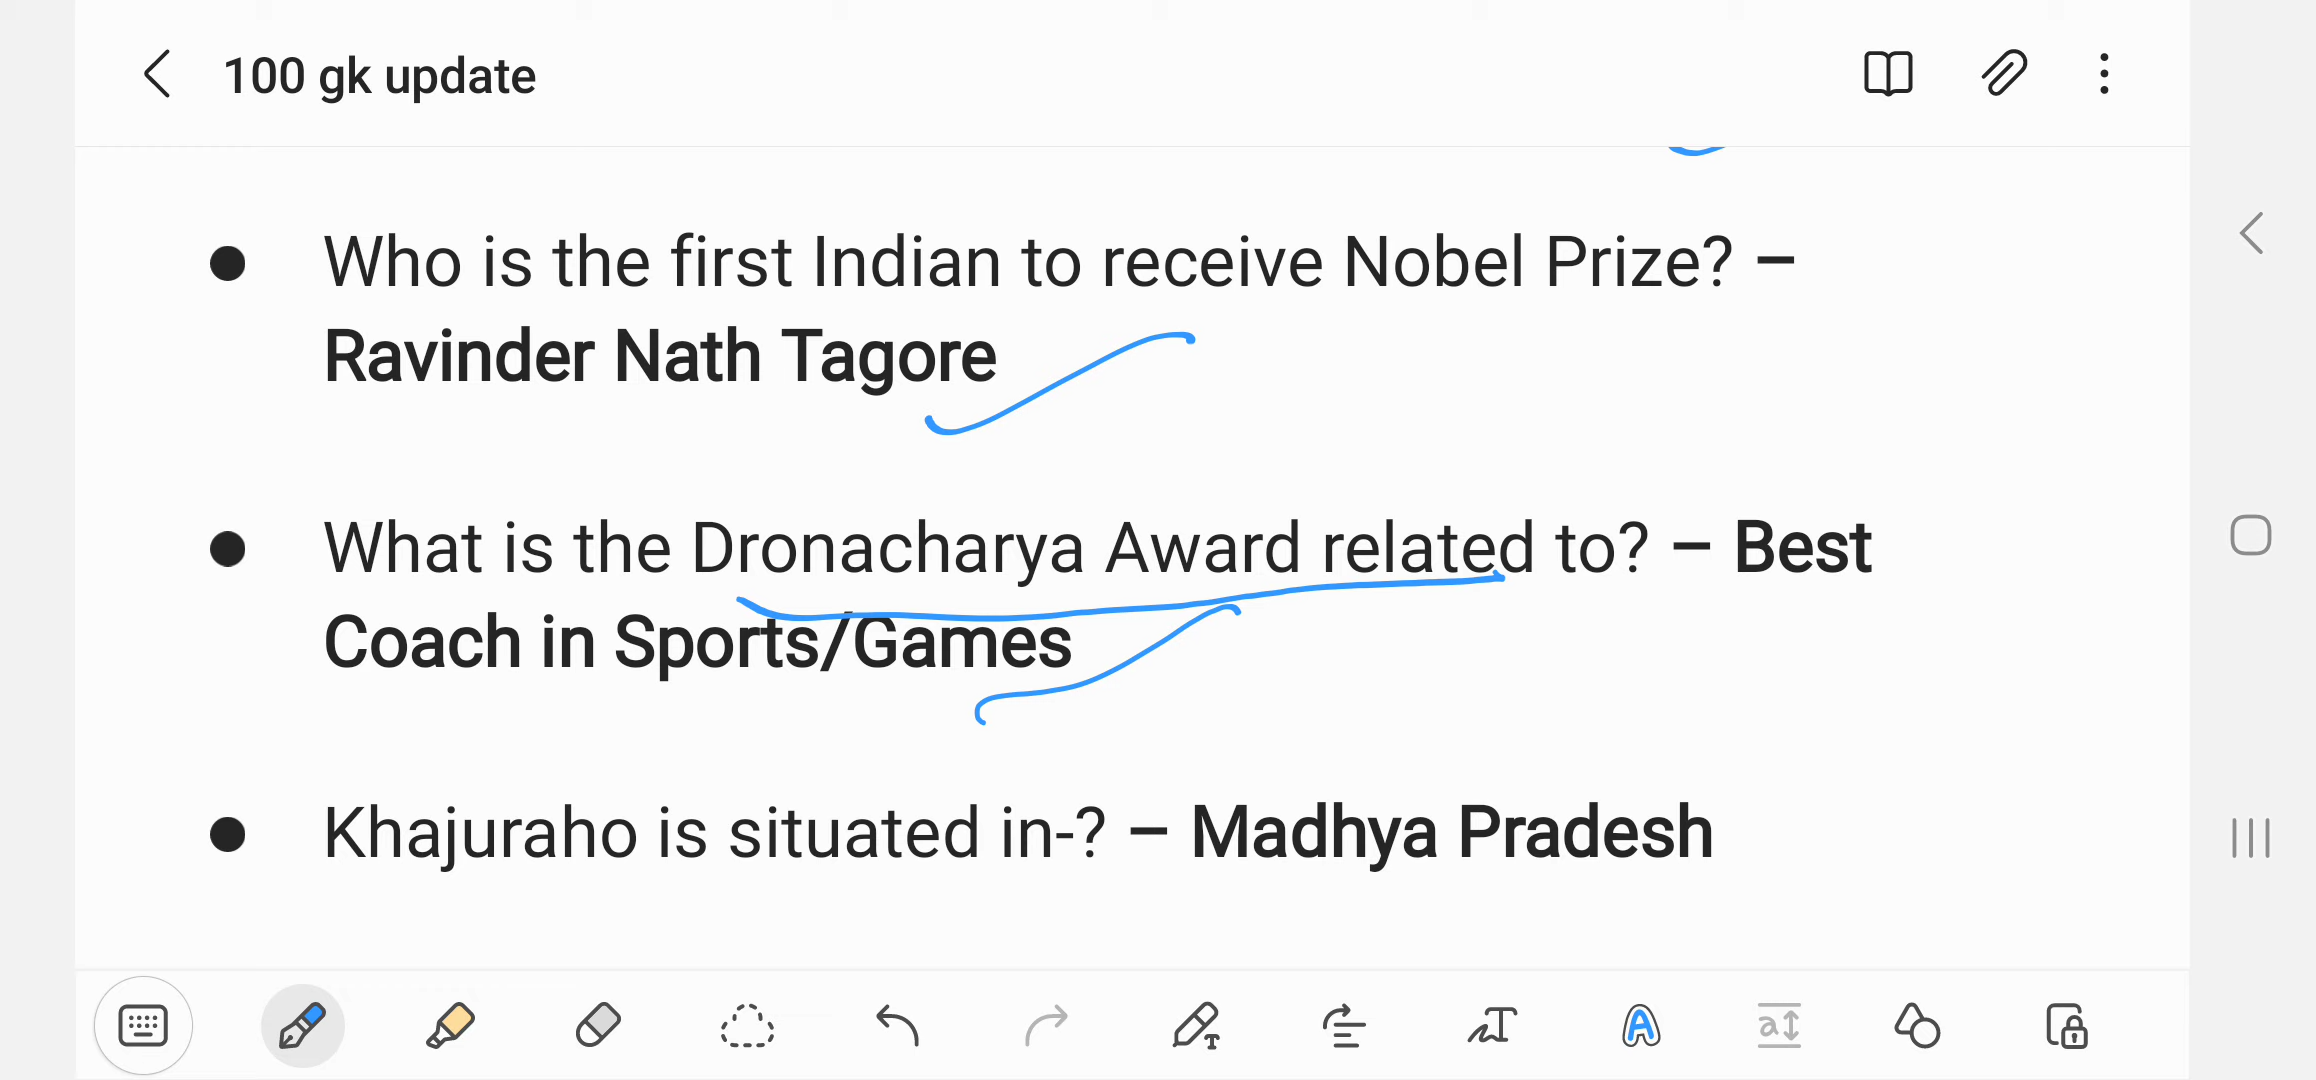 100 gk update
● Who is the first Indian to receive Nobel Prize? –
Ravinder Nath Tagore
● What is the Dronacharya Award related to? – Best
Coach in Sports/Games
● Khajuraho is situated in-? – Madhya Pradesh